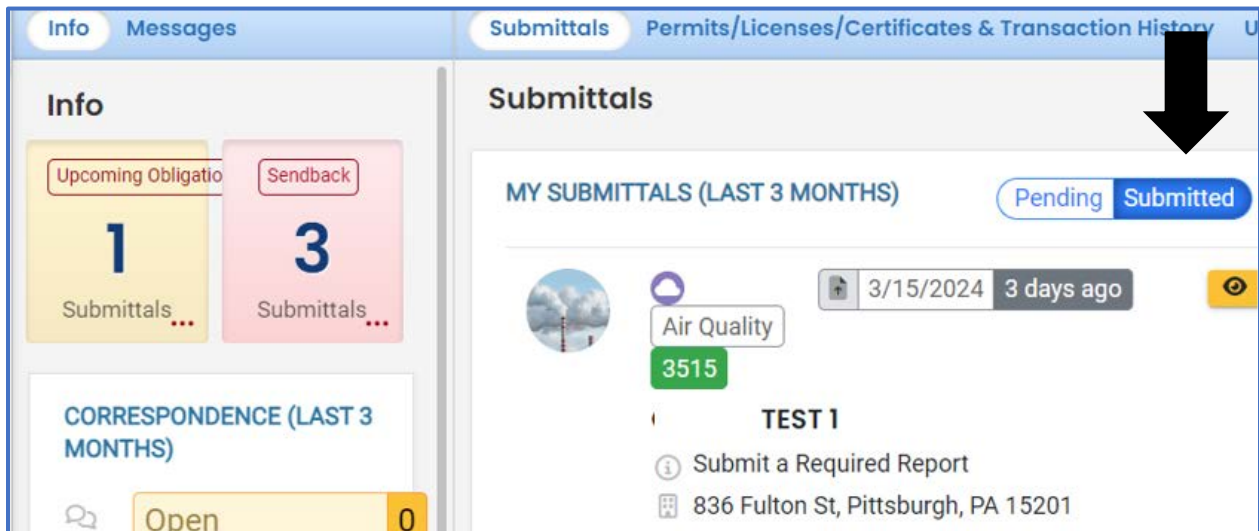 Info Messages
Submittals Permits/Licenses/Certificates & Transaction History U
Info
Upcoming Obligatio
1
Submittals...
Sendback
3
Submittals...
CORRESPONDENCE (LAST 3
MONTHS)
Open 0
Submittals
MY SUBMITTALS (LAST 3 MONTHS)
Pending Submitted
3/15/2024 3 days ago
Air Quality
3515
TEST 1
Submit a Required Report
836 Fulton St, Pittsburgh, PA 15201